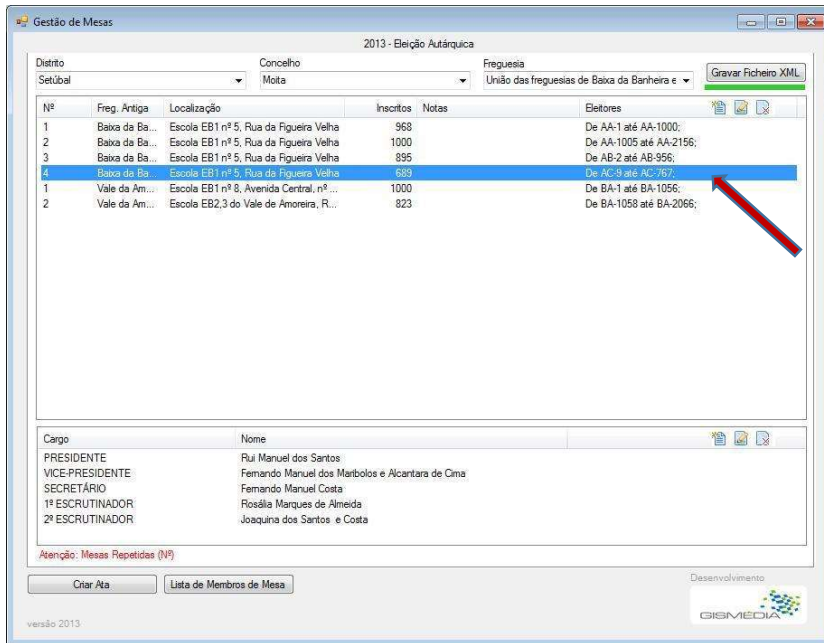 Gestão de Mesas
2013 - Eleição Autárquica
Distrito Concelho Freguesia
Setúbal Moita União das freguesias de Baixa da Banheira e Gravar Ficheiro XML
Nº Freg. Antiga Localização Inscritos Notas Eleitores
1 Baixa da Ba... Escola EB1 nº 5, Rua da Figueira Velha 968 De AA-1 até AA-1000;
2 Baixa da Ba... Escola EB1 nº 5, Rua da Figueira Velha 1000 De AA-1005 até AA-2156;
3 Baixa da Ba... Escola EB1 nº 5, Rua da Figueira Velha 895 De AB-2 até AB-956;
4 Baixa da Ba... Escola EB1 nº 5, Rua da Figueira Velha 689 De AC-9 até AC-767;
1 Vale da Am... Escola EB1 nº 8, Avenida Central, nº ... 1000 De BA-1 até BA-1056;
2 Vale da Am... Escola EB2,3 do Vale de Amoreira, R... 823 De BA-1058 até BA-2066;
Cargo Nome
PRESIDENTE Rui Manuel dos Santos
VICE-PRESIDENTE Fernando Manuel dos Maribolos e Alcantara de Cima
SECRETÁRIO Fernando Manuel Costa
1º ESCRUTINADOR Rosália Marques de Almeida
2º ESCRUTINADOR Joaquina dos Santos e Costa
Atenção: Mesas Repetidas (Nº)
Criar Ata Lista de Membros de Mesa
Desenvolvimento
GISMÉDIA
versão 2013